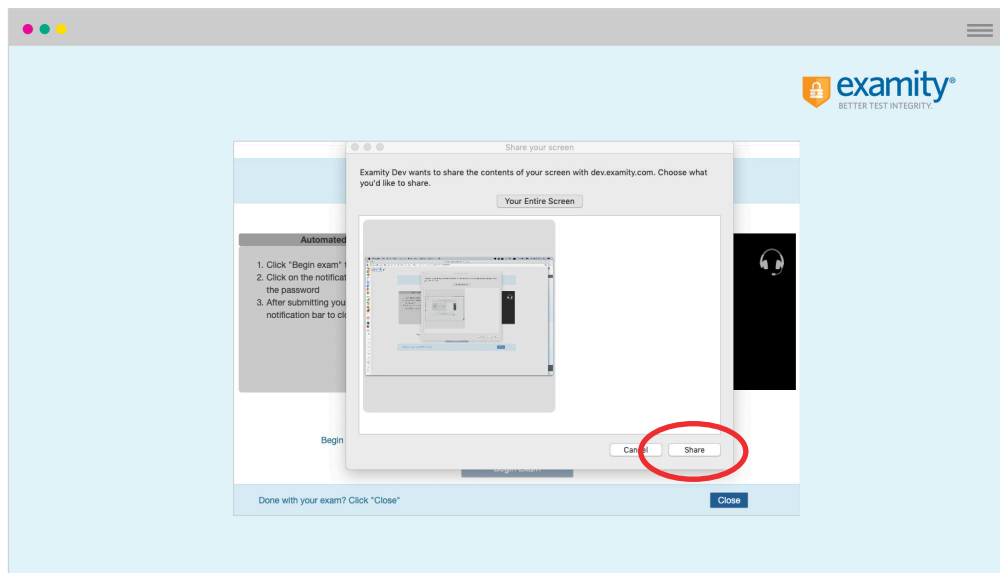 examity®
BETTER TEST INTEGRITY.
Share your screen
Examity Dev wants to share the contents of your screen with dev.examity.com. Choose what
you'd like to share.
Your Entire Screen
Automated
1. Click "Begin exam"
2. Click on the notificat
the password
3. After submitting you
notification bar to clo
Begin
Cancel
Share
Begin Exam
Done with your exam? Click "Close"
Close